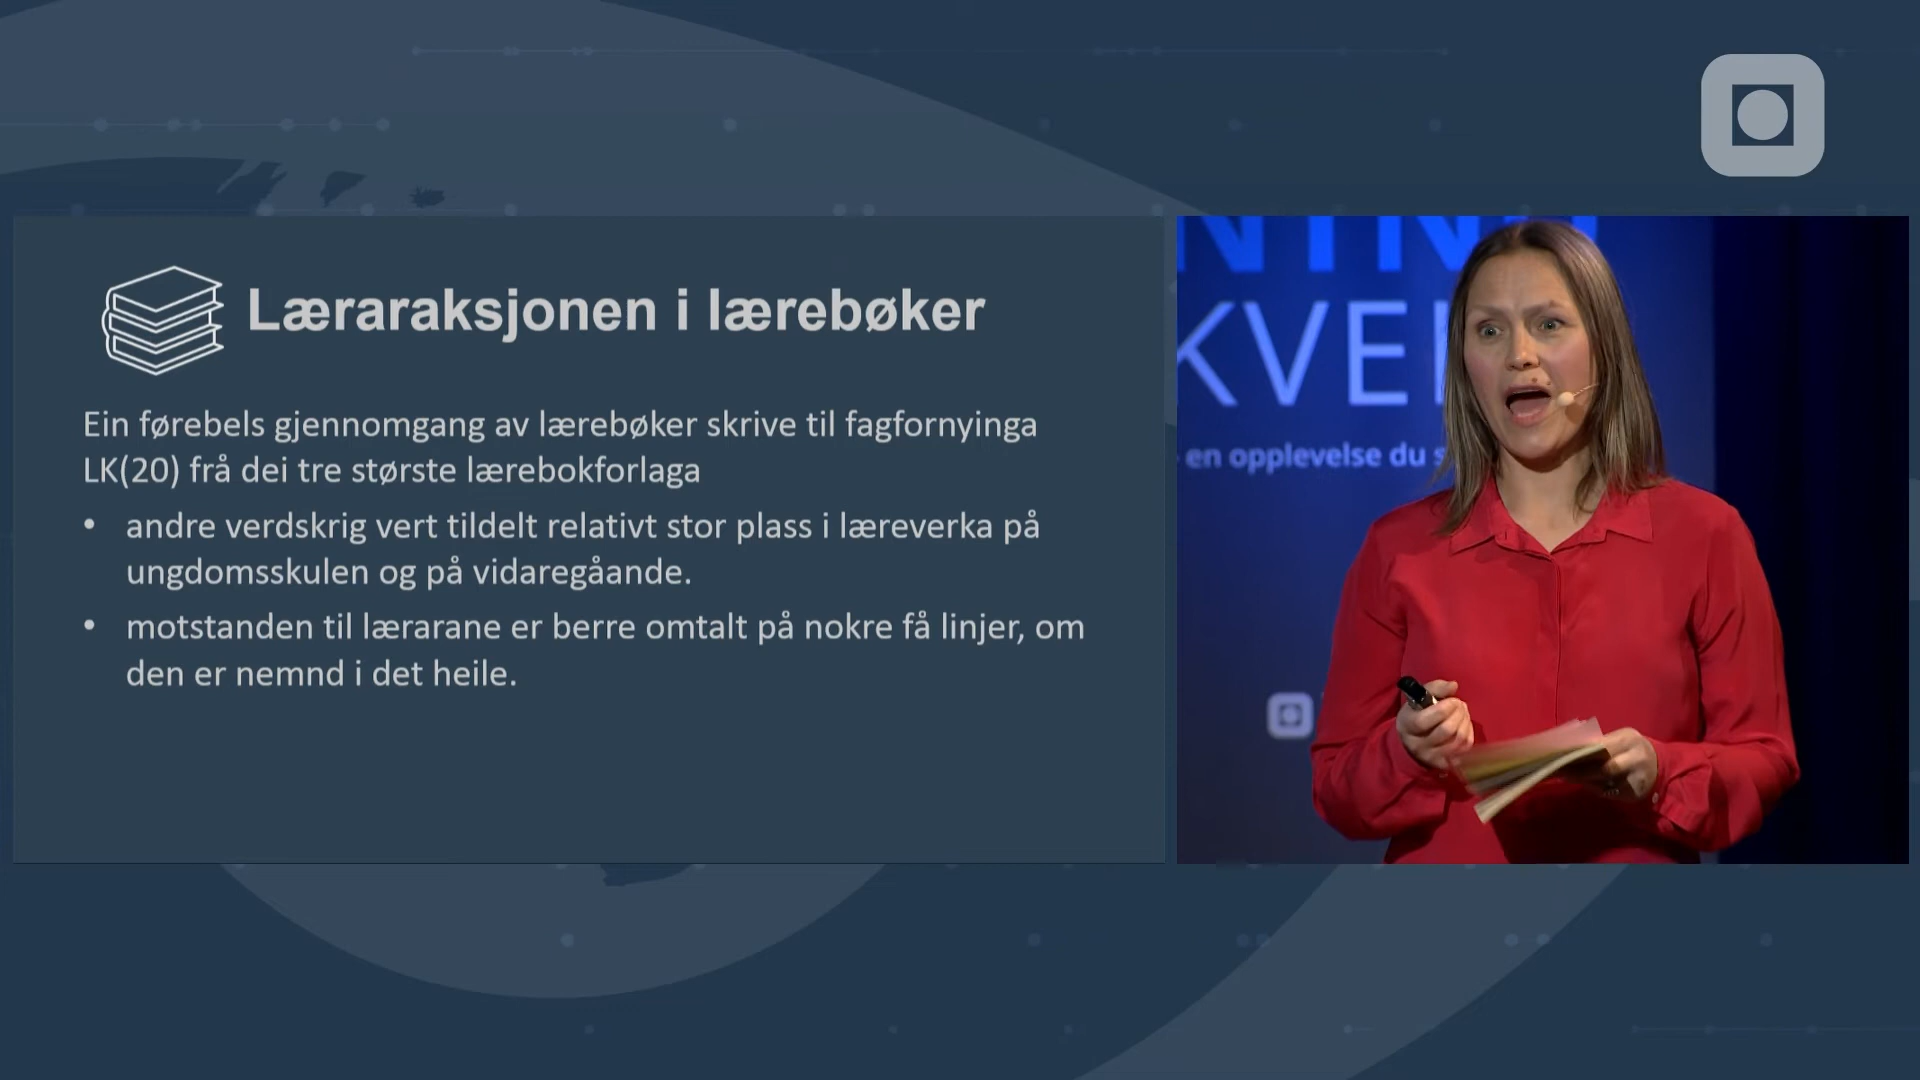 Læraraksjonen i lærebøker
Ein førebels gjennomgang av lærebøker skrive til fagfornyinga
LK(20) frå dei tre største lærebokforlaga
• andre verdskrig vert tildelt relativt stor plass i læreverka på
ungdomsskulen og på vidaregåande.
• motstanden til lærarane er berre omtalt på nokre få linjer, om
den er nemnd i det heile.
KVE
en opplevelse du s